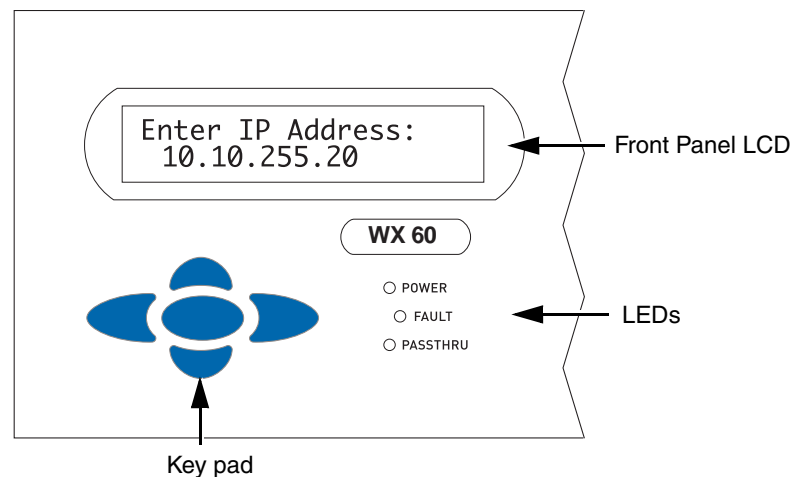 Enter IP Address:
10.10.255.20
Front Panel LCD
WX 60
POWER
FAULT
PASSTHRU
LEDs
Key pad